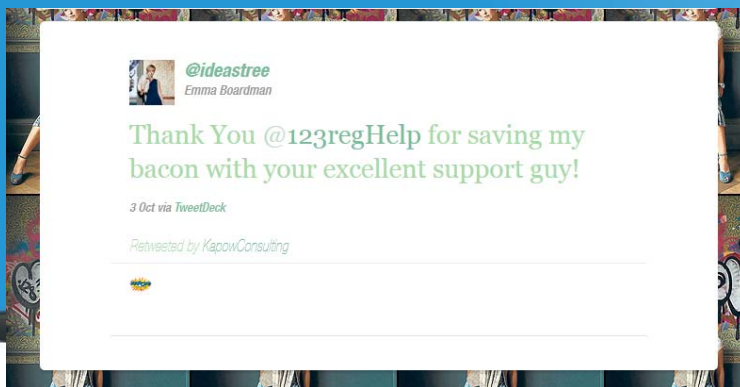 @ideastree
Emma Boardman
Thank You @123regHelp for saving my
bacon with your excellent support guy!
3 Oct via TweetDeck
Retweeted by KapowConsulting